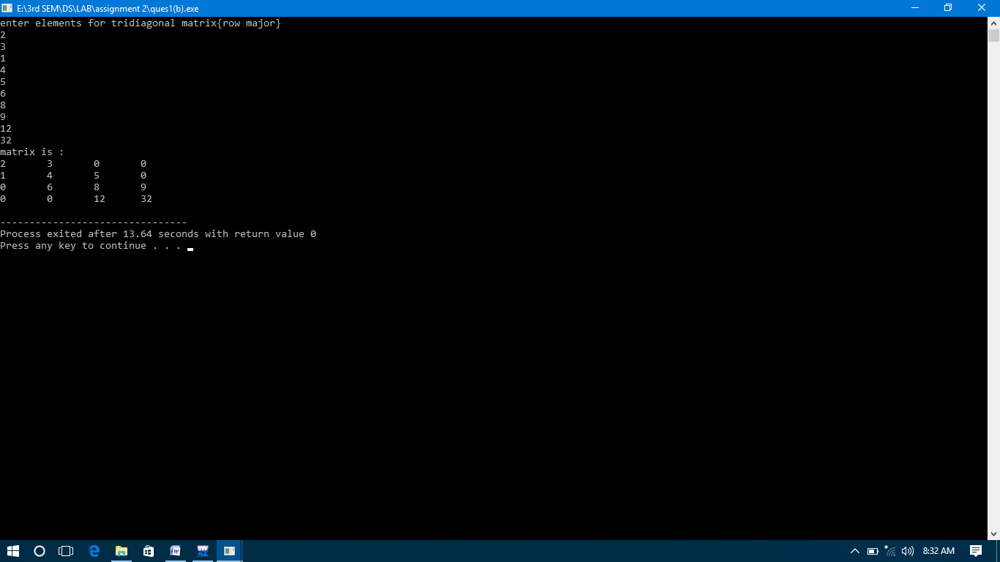 E:\3rd SEM\DS\LAB\assignment 2\ques1(b).exe
enter elements for tridiagonal matrix{row major}
2
3
1
4
5
6
8
9
12
32
matrix is :
2 3 0 0
1 4 5 0
0 6 8 9
0 0 12 32
--------------------------------
Process exited after 13.64 seconds with return value 0
Press any key to continue . . .
W
DEV
8:32 AM